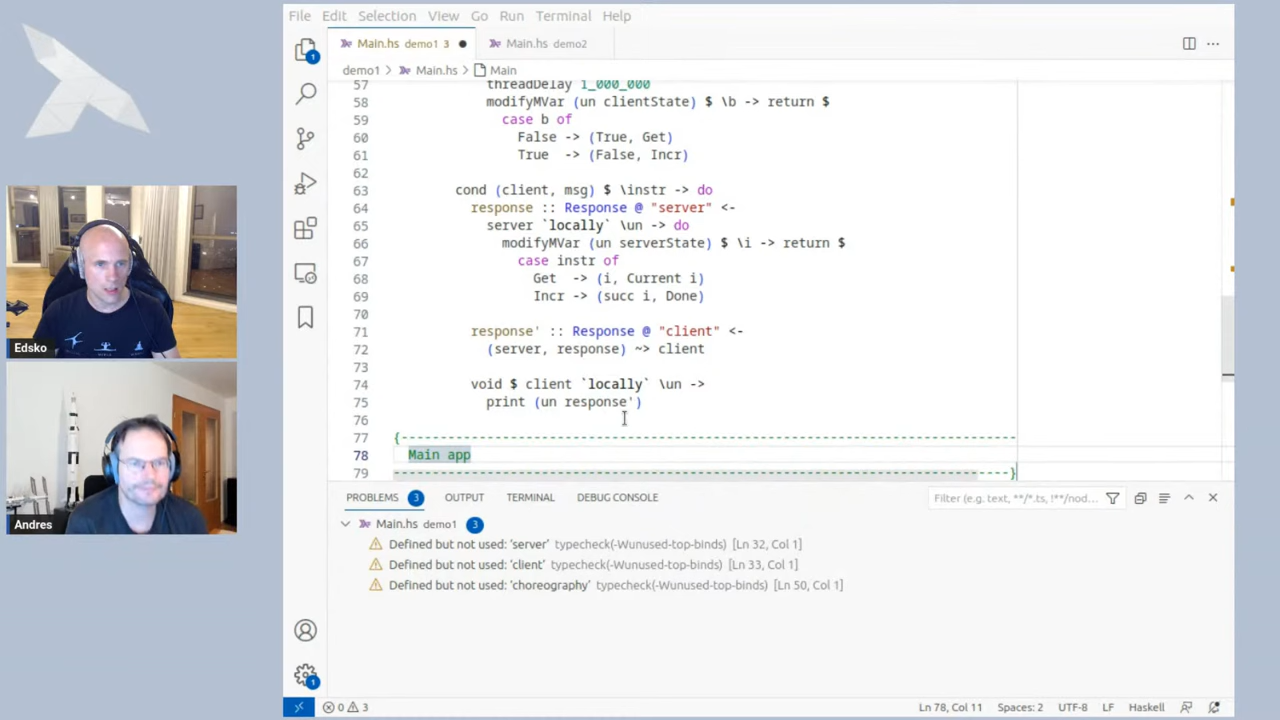 File Edit Selection View Go Run Terminal Help
Main.hs demo1 3 ● Main.hs demo2
demo1 > Main.hs > Main
57 threadDelay 1_000_000
58 modifyMVar (un clientState) $ \b -> return $
59 case b of
60 False -> (True, Get)
61 True -> (False, Incr)
62
63 cond (client, msg) $ \instr -> do
64 response :: Response @ "server" <-
65 server `locally` \un -> do
66 modifyMVar (un serverState) $ \i -> return $
67 case instr of
68 Get -> (i, Current i)
69 Incr -> (succ i, Done)
70
71 response' :: Response @ "client" <-
72 (server, response) ~> client
73
74 void $ client `locally` \un ->
75 print (un response')
76
77 {------------------------------------------------------------------------------
78 Main app
79 ------------------------------------------------------------------------------}
PROBLEMS 3 OUTPUT TERMINAL DEBUG CONSOLE Filter (e.g. text, **/*.ts, !**/nod...
Main.hs demo1 3
Defined but not used: 'server' typecheck(-Wunused-top-binds) [Ln 32, Col 1]
Defined but not used: 'client' typecheck(-Wunused-top-binds) [Ln 33, Col 1]
Defined but not used: 'choreography' typecheck(-Wunused-top-binds) [Ln 50, Col 1]
0 3 Ln 78, Col 11 Spaces: 2 UTF-8 LF Haskell
1
1
Edsko
Andres